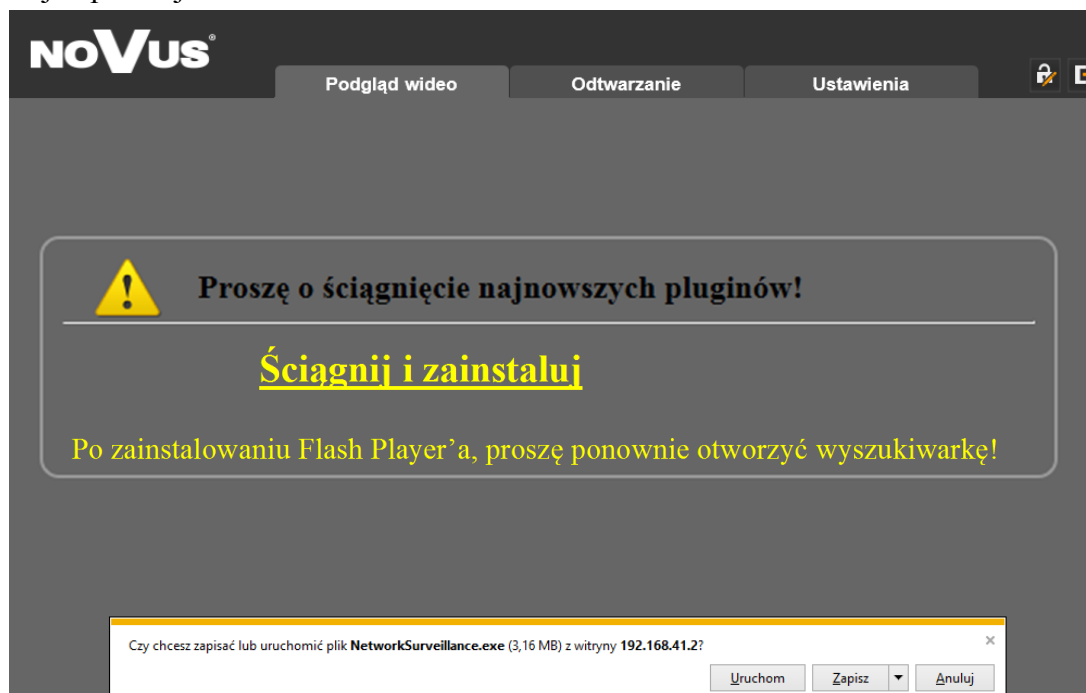 NOVUS®
Podgląd wideo Odtwarzanie Ustawienia
Proszę o ściągnięcie najnowszych pluginów!
Ściągnij i zainstaluj
Po zainstalowaniu Flash Player’a, proszę ponownie otworzyć wyszukiwarkę!
Czy chcesz zapisać lub uruchomić plik NetworkSurveillance.exe (3,16 MB) z witryny 192.168.41.2?
Uruchom Zapisz Anuluj